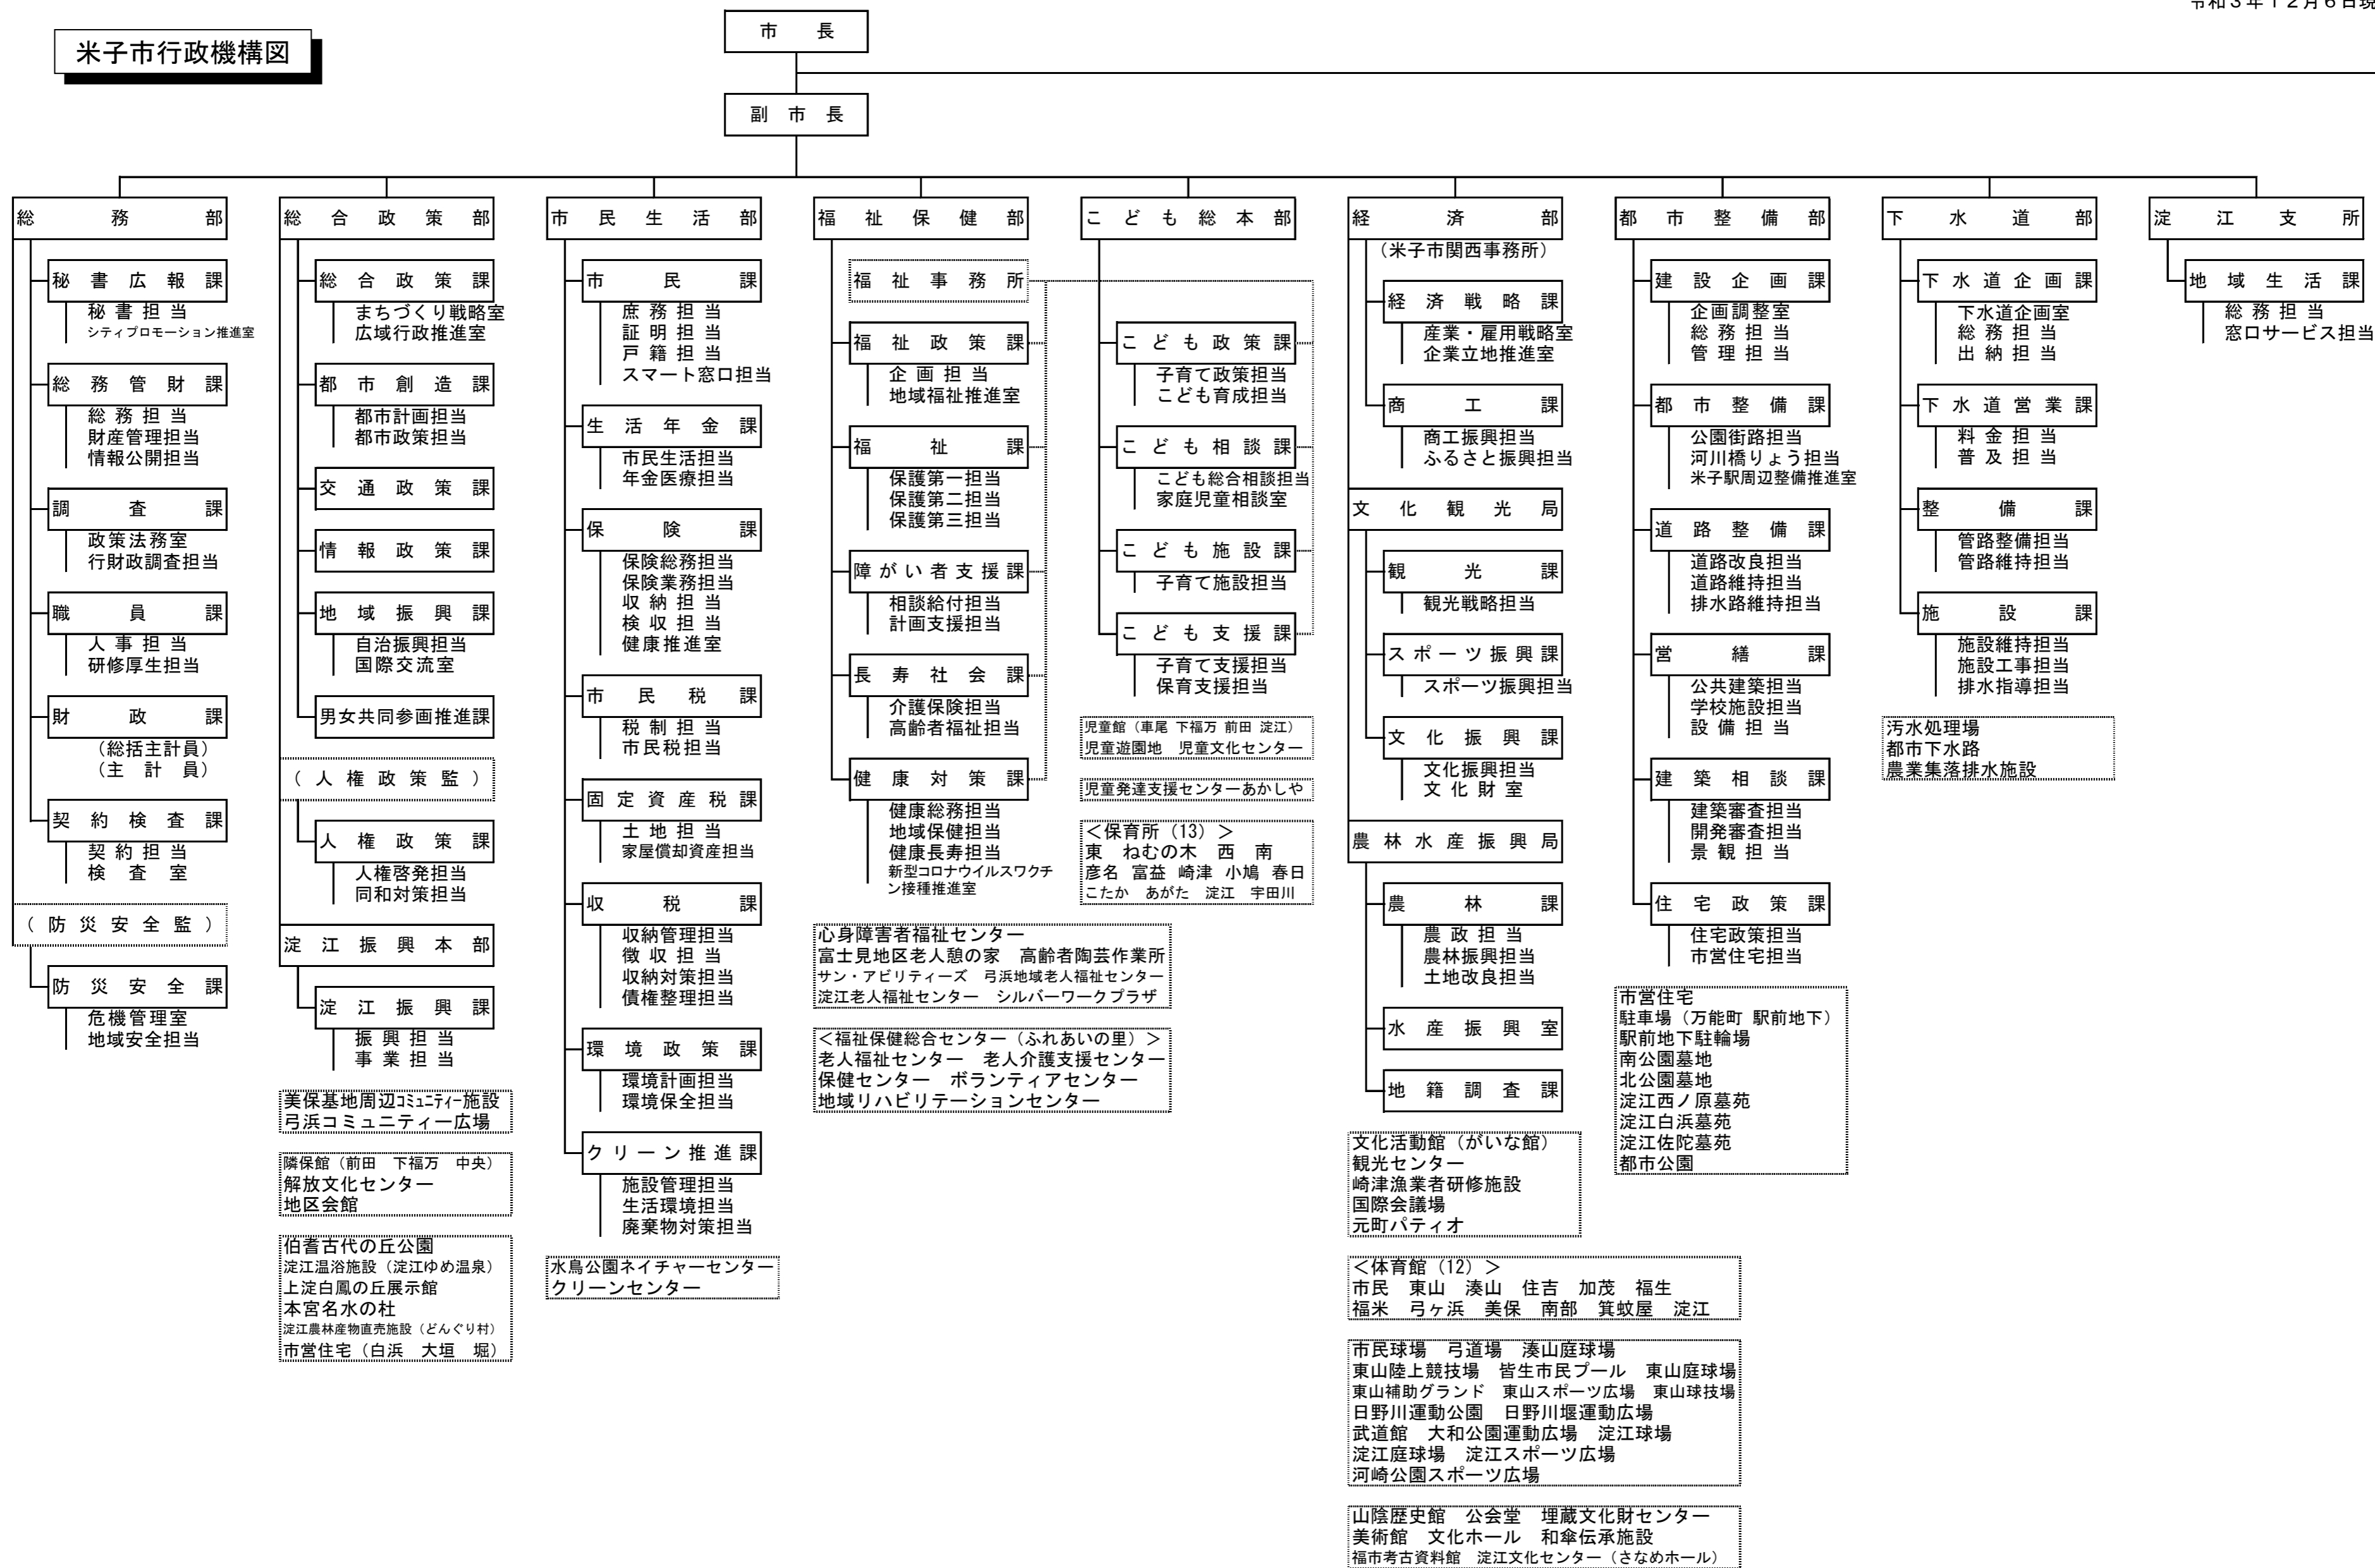 令和３年１２月６日現
米子市行政機構図
市長
副市長
総務部
秘書広報課
秘書担当
シティプロモーション推進室
総務管財課
総務担当
財産管理担当
情報公開担当
調査課
政策法務室
行財政調査担当
職員課
人事担当
研修厚生担当
財政課
（総括主計員）
（主計員）
契約検査課
契約担当
検査室
（防災安全監）
防災安全課
危機管理室
地域安全担当
総合政策部
総合政策課
まちづくり戦略室
広域行政推進室
都市創造課
都市計画担当
都市政策担当
交通政策課
情報政策課
地域振興課
自治振興担当
国際交流室
男女共同参画推進課
（人権政策監）
人権政策課
人権啓発担当
同和対策担当
淀江振興本部
淀江振興課
振興担当
事業担当
美保基地周辺ｺﾐｭﾆﾃｨｰ施設
弓浜コミュニティー広場
隣保館（前田　下福万　中央）
解放文化センター
地区会館
伯耆古代の丘公園
淀江温浴施設（淀江ゆめ温泉）
上淀白鳳の丘展示館
本宮名水の杜
淀江農林産物直売施設（どんぐり村）
市営住宅（白浜　大垣　堀）
市民生活部
市民課
庶務担当
証明担当
戸籍担当
スマート窓口担当
生活年金課
市民生活担当
年金医療担当
保険課
保険総務担当
保険業務担当
収納担当
検収担当
健康推進室
市民税課
税制担当
市民税担当
固定資産税課
土地担当
家屋償却資産担当
収税課
収納管理担当
徴収担当
収納対策担当
債権整理担当
環境政策課
環境計画担当
環境保全担当
クリーン推進課
施設管理担当
生活環境担当
廃棄物対策担当
水鳥公園ネイチャーセンター
クリーンセンター
福祉保健部
福祉事務所
福祉政策課
企画担当
地域福祉推進室
福祉課
保護第一担当
保護第二担当
保護第三担当
障がい者支援課
相談給付担当
計画支援担当
長寿社会課
介護保険担当
高齢者福祉担当
健康対策課
健康総務担当
地域保健担当
健康長寿担当
新型コロナウイルスワクチ
ン接種推進室
心身障害者福祉センター
富士見地区老人憩の家　高齢者陶芸作業所
サン・アビリティーズ　弓浜地域老人福祉センター
淀江老人福祉センター　シルバーワークプラザ
＜福祉保健総合センター（ふれあいの里）＞
老人福祉センター　老人介護支援センター
保健センター　ボランティアセンター
地域リハビリテーションセンター
こども総本部
こども政策課
子育て政策担当
こども育成担当
こども相談課
こども総合相談担当
家庭児童相談室
こども施設課
子育て施設担当
こども支援課
子育て支援担当
保育支援担当
児童館（車尾 下福万 前田 淀江）
児童遊園地　児童文化センター
児童発達支援センターあかしや
＜保育所（13）＞
東　ねむの木　西　南
彦名 富益 崎津 小鳩 春日
こたか　あがた　淀江　宇田川
経済部
（米子市関西事務所）
経済戦略課
産業・雇用戦略室
企業立地推進室
商工課
商工振興担当
ふるさと振興担当
文化観光局
観光課
観光戦略担当
スポーツ振興課
スポーツ振興担当
文化振興課
文化振興担当
文化財室
農林水産振興局
農林課
農政担当
農林振興担当
土地改良担当
水産振興室
地籍調査課
文化活動館（がいな館）
観光センター
崎津漁業者研修施設
国際会議場
元町パティオ
＜体育館（12）＞
市民　東山　湊山　住吉　加茂　福生
福米　弓ヶ浜　美保　南部　箕蚊屋　淀江
市民球場　弓道場　湊山庭球場
東山陸上競技場　皆生市民プール　東山庭球場
東山補助グランド　東山スポーツ広場　東山球技場
日野川運動公園　日野川堰運動広場
武道館　大和公園運動広場　淀江球場
淀江庭球場　淀江スポーツ広場
河崎公園スポーツ広場
山陰歴史館　公会堂　埋蔵文化財センター
美術館　文化ホール　和傘伝承施設
福市考古資料館　淀江文化センター（さなめホール）
都市整備部
建設企画課
企画調整室
総務担当
管理担当
都市整備課
公園街路担当
河川橋りょう担当
米子駅周辺整備推進室
道路整備課
道路改良担当
道路維持担当
排水路維持担当
営繕課
公共建築担当
学校施設担当
設備担当
建築相談課
建築審査担当
開発審査担当
景観担当
住宅政策課
住宅政策担当
市営住宅担当
市営住宅
駐車場（万能町 駅前地下）
駅前地下駐輪場
南公園墓地
北公園墓地
淀江西ノ原墓苑
淀江白浜墓苑
淀江佐陀墓苑
都市公園
下水道部
下水道企画課
下水道企画室
総務担当
出納担当
下水道営業課
料金担当
普及担当
整備課
管路整備担当
管路維持担当
施設課
施設維持担当
施設工事担当
排水指導担当
汚水処理場
都市下水路
農業集落排水施設
淀江支所
地域生活課
総務担当
窓口サービス担当